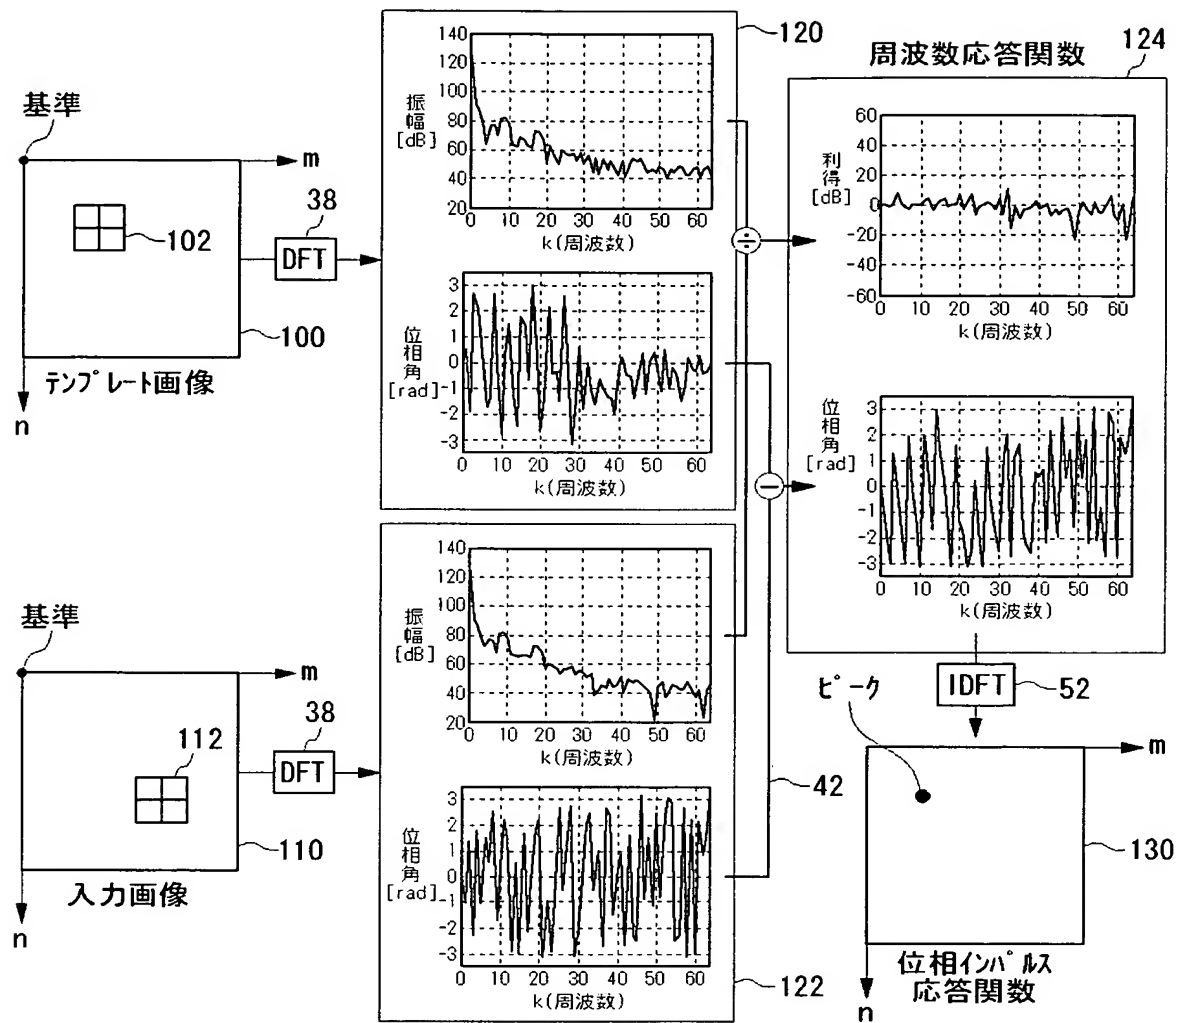 基準
m
102
100
テンプレート画像
n
38
DFT
120
振幅
[dB]
140
120
100
80
60
40
20
0 10 20 30 40 50 60
k(周波数)
位相角
[rad]
3
2
1
0
-1
-2
-3
0 10 20 30 40 50 60
k(周波数)
÷
−
基準
m
112
110
入力画像
n
38
DFT
振幅
[dB]
140
120
100
80
60
40
20
0 10 20 30 40 50 60
k(周波数)
位相角
[rad]
3
2
1
0
-1
-2
-3
0 10 20 30 40 50 60
k(周波数)
122
42
周波数応答関数
124
利得
[dB]
60
40
20
0
-20
-40
-60
0 10 20 30 40 50 60
k(周波数)
位相角
[rad]
3
2
1
0
-1
-2
-3
0 10 20 30 40 50 60
k(周波数)
IDFT
52
ピーク
m
130
位相インパルス
応答関数
n